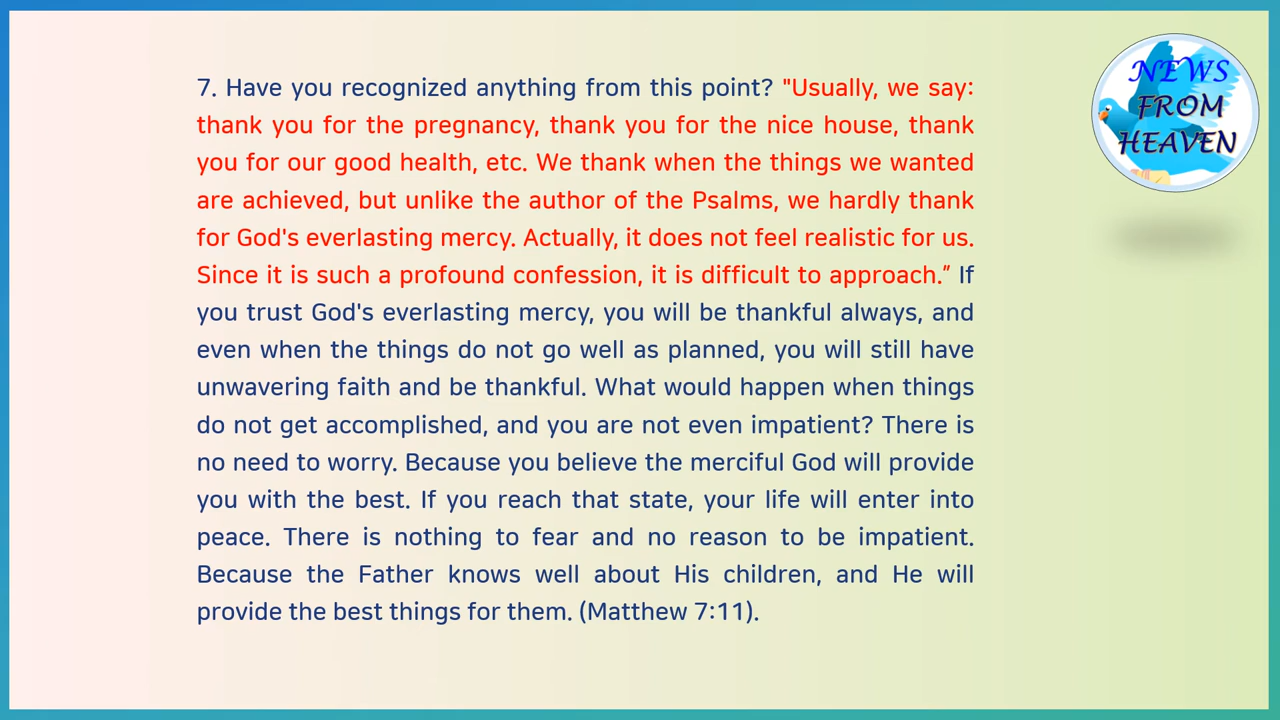 7. Have you recognized anything from this point? "Usually, we say:
thank you for the pregnancy, thank you for the nice house, thank
you for our good health, etc. We thank when the things we wanted
are achieved, but unlike the author of the Psalms, we hardly thank
for God's everlasting mercy. Actually, it does not feel realistic for us.
Since it is such a profound confession, it is difficult to approach.” If
you trust God's everlasting mercy, you will be thankful always, and
even when the things do not go well as planned, you will still have
unwavering faith and be thankful. What would happen when things
do not get accomplished, and you are not even impatient? There is
no need to worry. Because you believe the merciful God will provide
you with the best. If you reach that state, your life will enter into
peace. There is nothing to fear and no reason to be impatient.
Because the Father knows well about His children, and He will
provide the best things for them. (Matthew 7:11).
NEWS
FROM
HEAVEN